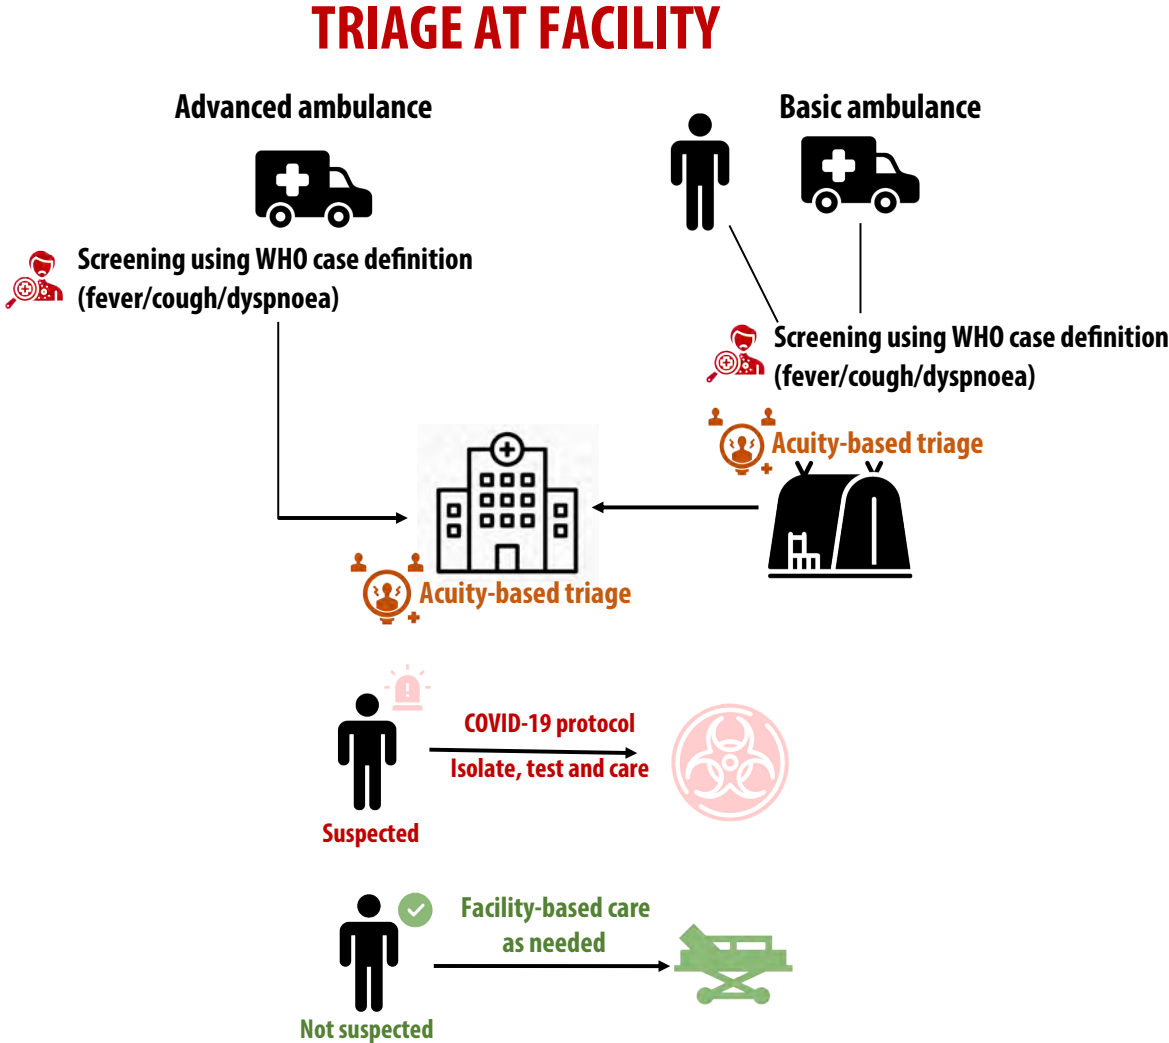 TRIAGE AT FACILITY
Advanced ambulance
Basic ambulance
Screening using WHO case definition
(fever/cough/dyspnoea)
Screening using WHO case definition
(fever/cough/dyspnoea)
Acuity-based triage
Acuity-based triage
COVID-19 protocol
Isolate, test and care
Suspected
Facility-based care
as needed
Not suspected